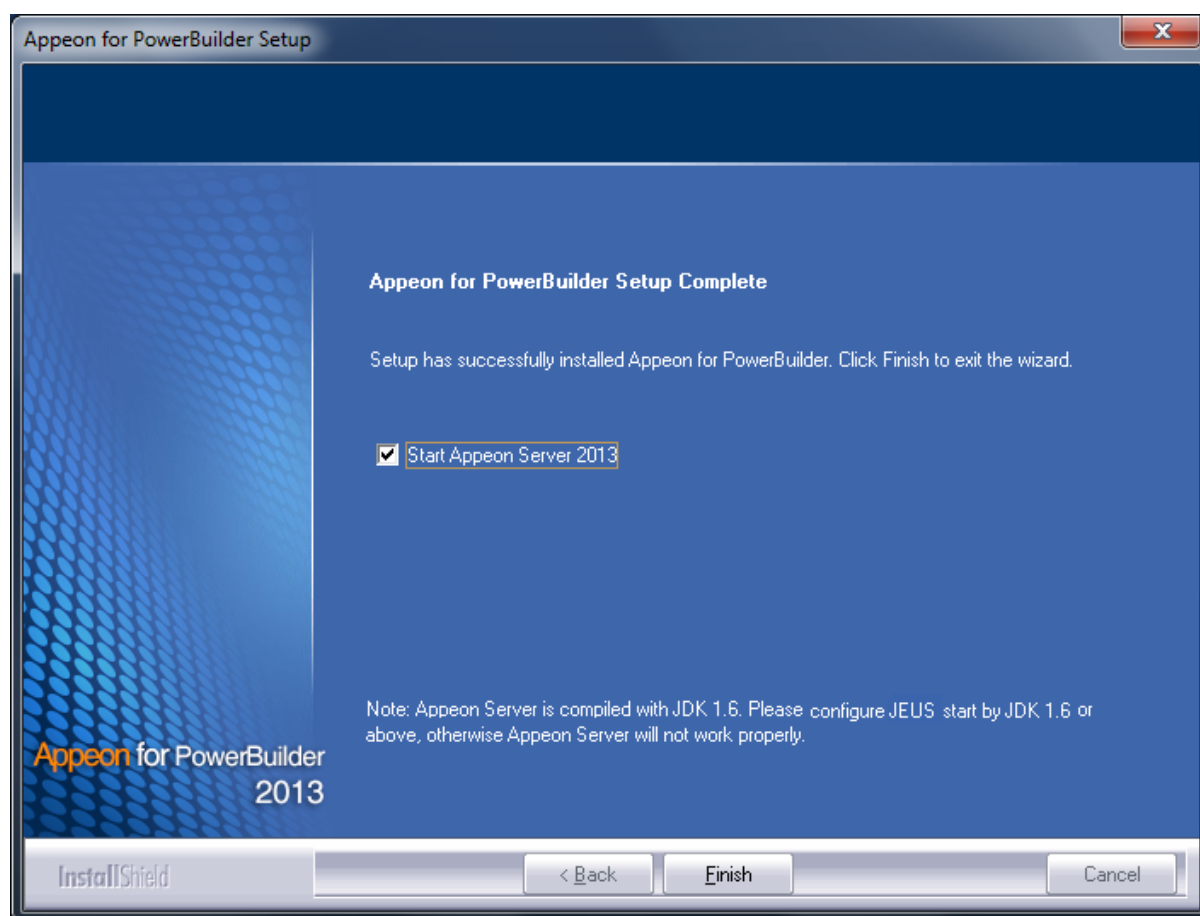 Appeon for PowerBuilder Setup
Appeon for PowerBuilder Setup Complete
Setup has successfully installed Appeon for PowerBuilder. Click Finish to exit the wizard.
Start Appeon Server 2013
Note: Appeon Server is compiled with JDK 1.6. Please configure JEUS start by JDK 1.6 or
above, otherwise Appeon Server will not work properly.
Appeon for PowerBuilder
2013
InstallShield
< Back
Finish
Cancel